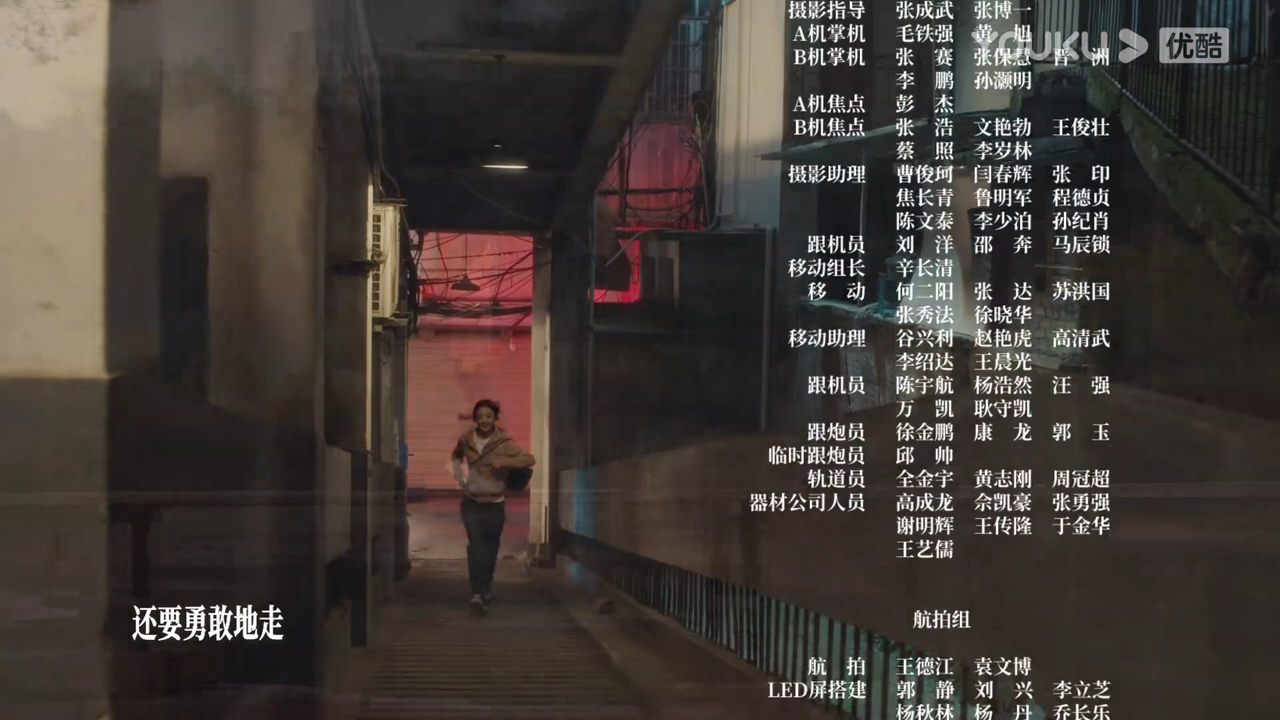 摄影指导 张成武 张博一
A机掌机 毛铁强 黄 旭
YOUKU 优酷
B机掌机 张 赛 张保慧 晋 洲
李 鹏 孙灏明
A机焦点 彭 杰
B机焦点 张 浩 文艳勃 王俊壮
蔡 照 李岁林
摄影助理 曹俊珂 闫春辉 张 印
焦长青 鲁明军 程德贞
陈文泰 李少泊 孙纪肖
跟机员 刘 洋 邵 奔 马辰锁
移动组长 辛长清
移 动 何二阳 张 达 苏洪国
张秀法 徐晓华
移动助理 谷兴利 赵艳虎 高清武
李绍达 王晨光
跟机员 陈宇航 杨浩然 汪 强
万 凯 耿守凯
跟炮员 徐金鹏 康 龙 郭 玉
临时跟炮员 邱 帅
轨道员 全金宇 黄志刚 周冠超
器材公司人员 高成龙 佘凯豪 张勇强
谢明辉 王传隆 于金华
王艺儒
航拍组
还要勇敢地走
航 拍 王德江 袁文博
LED屏搭建 郭 静 刘 兴 李立芝
杨秋林 杨 丹 乔长乐